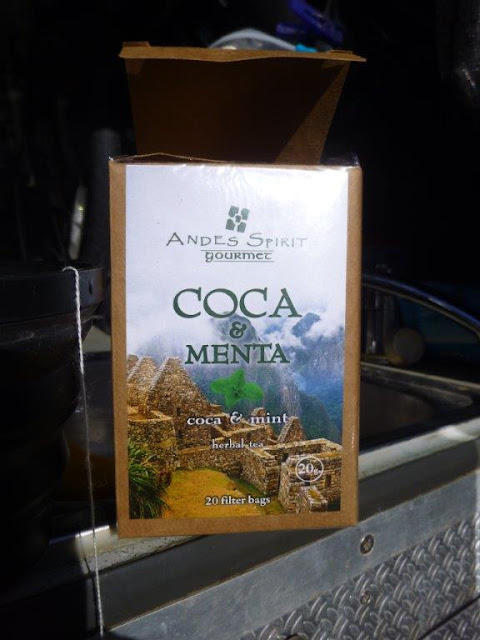 ANDES SPIRIT
gourmet
COCA
&
MENTA
coca & mint
herbal tea
20g
20 filter bags